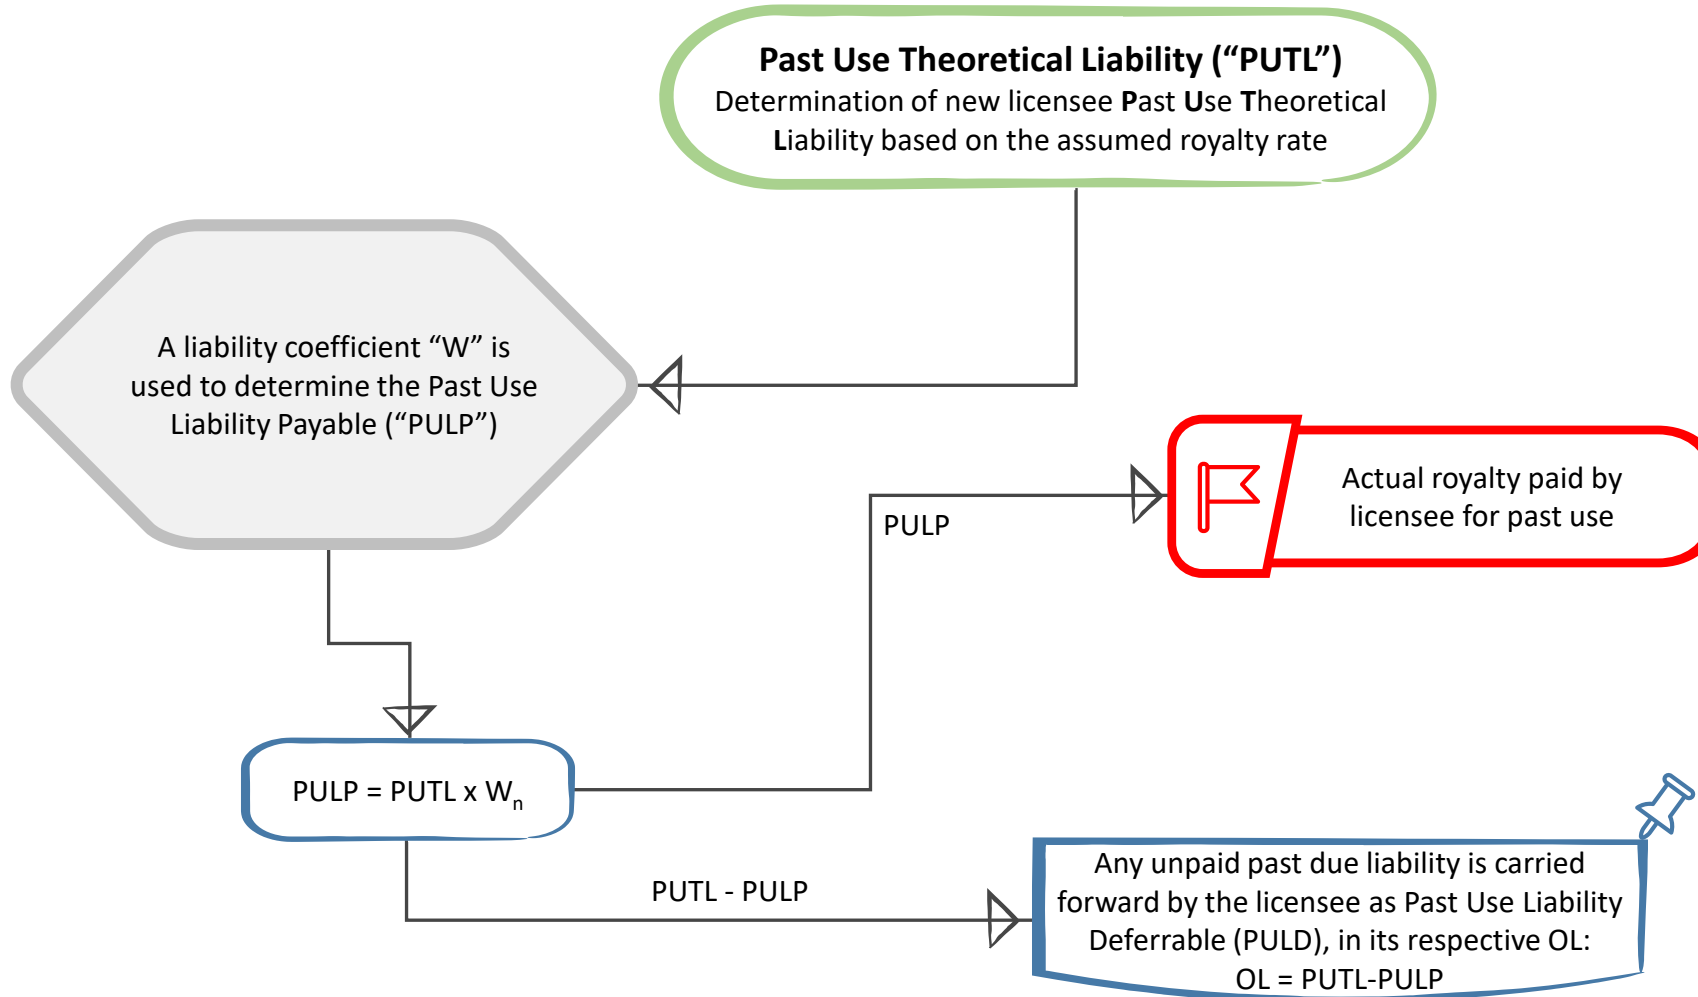 Past Use Theoretical Liability (“PUTL”)
Determination of new licensee Past Use Theoretical
Liability based on the assumed royalty rate
A liability coefficient “W” is
used to determine the Past Use
Liability Payable (“PULP”)
Actual royalty paid by
licensee for past use
PULP
PULP = PUTL x Wn
PUTL - PULP
Any unpaid past due liability is carried
forward by the licensee as Past Use Liability
Deferrable (PULD), in its respective OL:
OL = PUTL-PULP